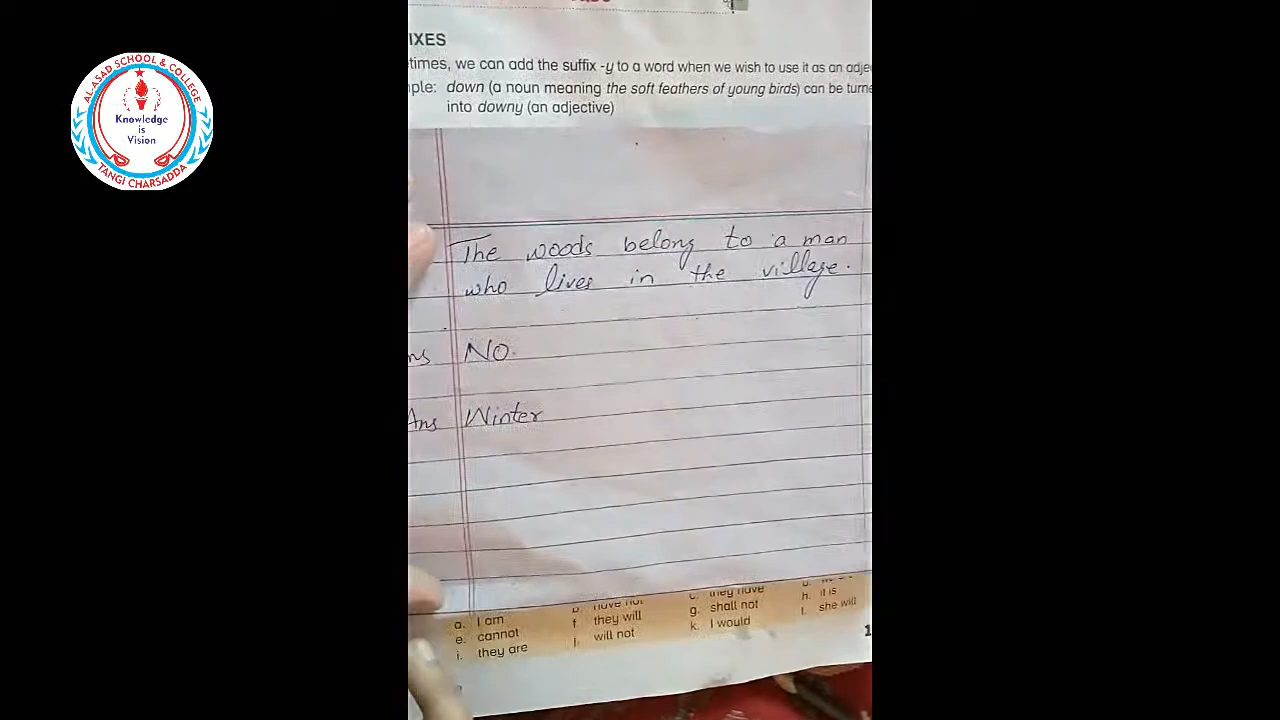 AL-ASAD SCHOOL & COLLEGE
Knowledge
is
Vision
TANGI CHARSADDA
IXES
etimes, we can add the suffix -y to a word when we wish to use it as an adje
mple: down (a noun meaning the soft feathers of young birds) can be turne
into downy (an adjective)
The woods belong to a man
who lives in the village.
ns No.
Ans Winter
a. I am b. have not c. they have
e. cannot f. they will g. shall not h. it is
i. they are j. will not k. I would l. she will
1